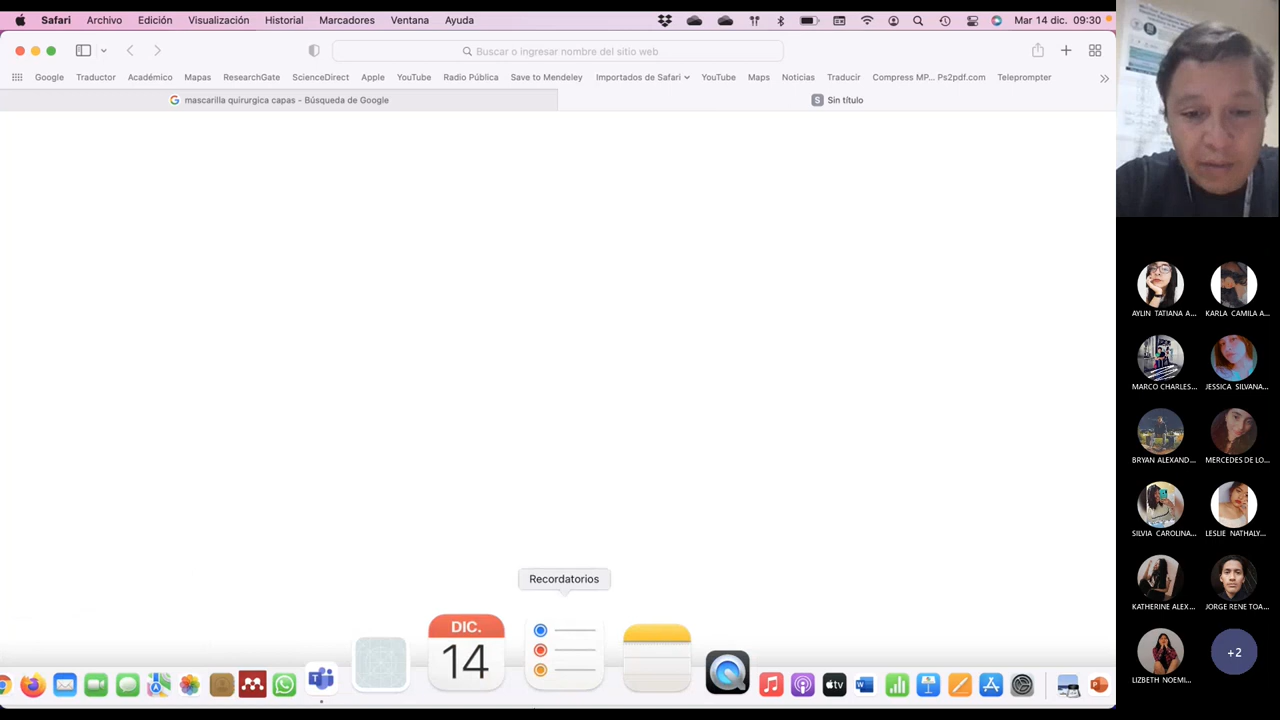 Safari Archivo Edición Visualización Historial Marcadores Ventana Ayuda Mar 14 dic. 09:30
Buscar o ingresar nombre del sitio web
Google Traductor Académico Mapas ResearchGate ScienceDirect Apple YouTube Radio Pública Save to Mendeley Importados de Safari YouTube Maps Noticias Traducir Compress MP... Ps2pdf.com Teleprompter
mascarilla quirurgica capas - Búsqueda de Google
S Sin título
AYLIN TATIANA A... KARLA CAMILA A...
MARCO CHARLES... JESSICA SILVANA...
BRYAN ALEXAND... MERCEDES DE LO...
SILVIA CAROLINA... LESLIE NATHALY...
KATHERINE ALEX... JORGE RENE TOA...
LIZBETH NOEMI... +2
Recordatorios
DIC.
14